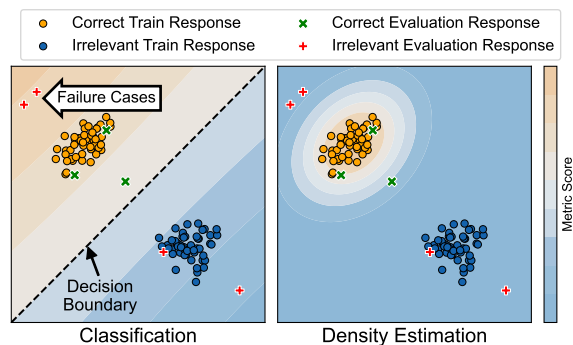 Correct Train Response
Correct Evaluation Response
Irrelevant Train Response
Irrelevant Evaluation Response
Failure Cases
Decision
Boundary
Metric Score
Classification
Density Estimation